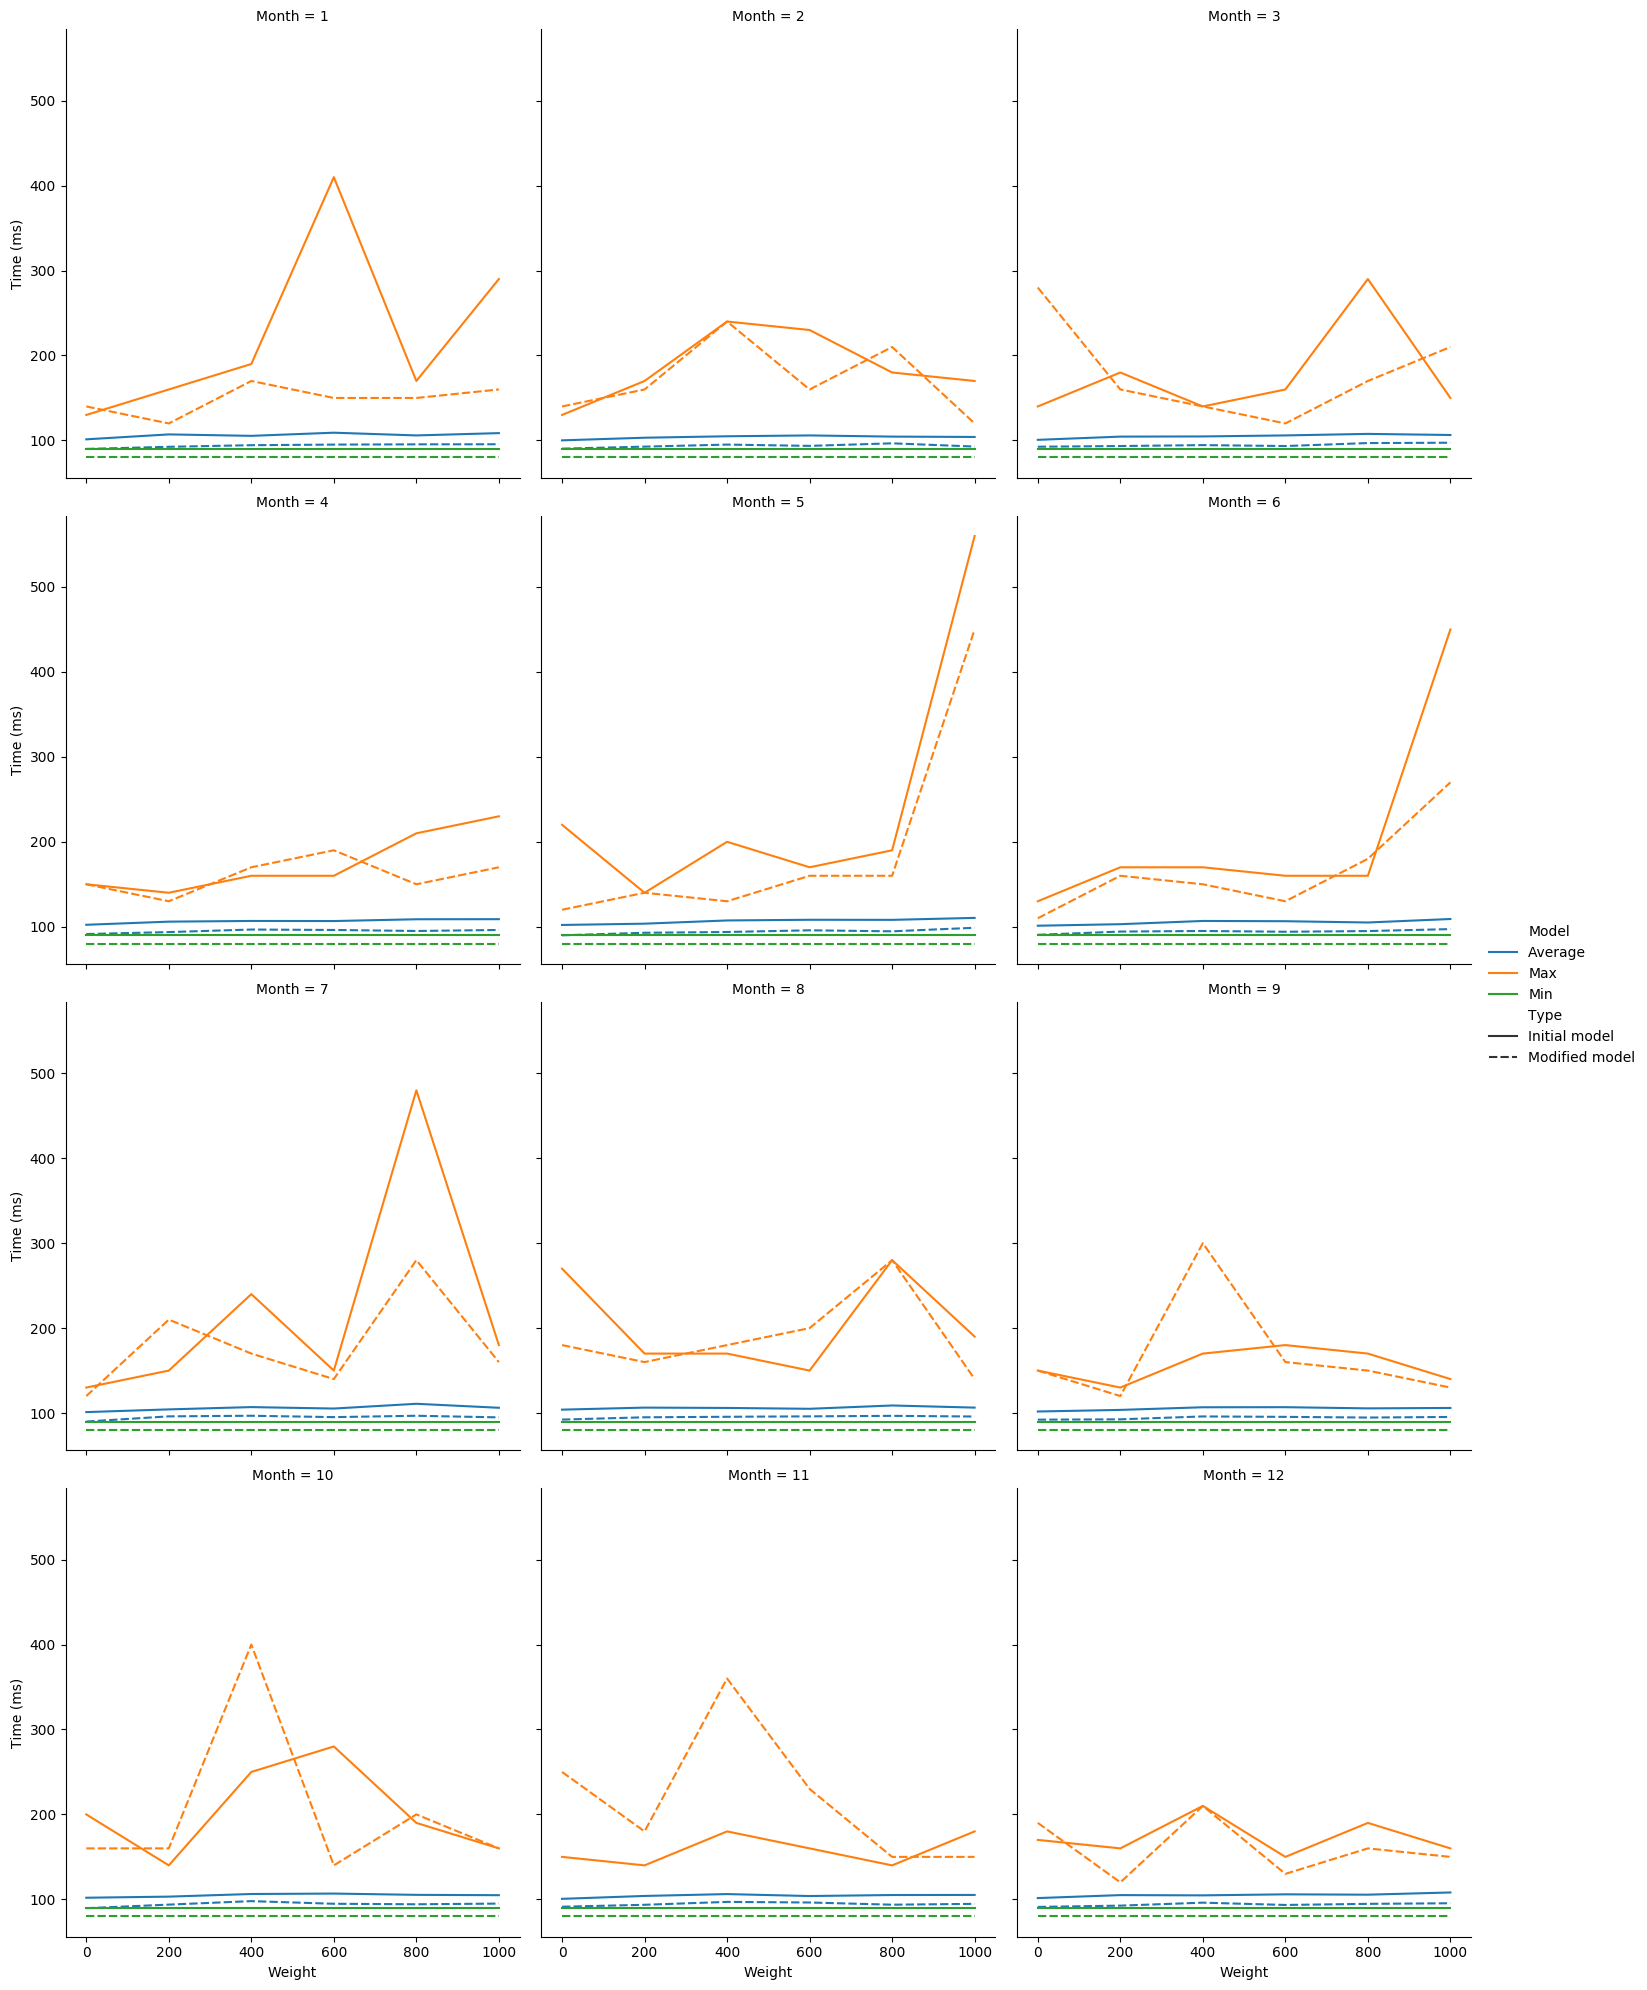 Month = 1
Month = 2
Month = 3
500
400
300
200
100
Time (ms)
Month = 4
Month = 5
Month = 6
500
400
300
200
100
Time (ms)
Model
Average
Max
Min
Type
Initial model
Modified model
Month = 7
Month = 8
Month = 9
500
400
300
200
100
Time (ms)
Month = 10
Month = 11
Month = 12
500
400
300
200
100
Time (ms)
0 200 400 600 800 1000
0 200 400 600 800 1000
0 200 400 600 800 1000
Weight
Weight
Weight